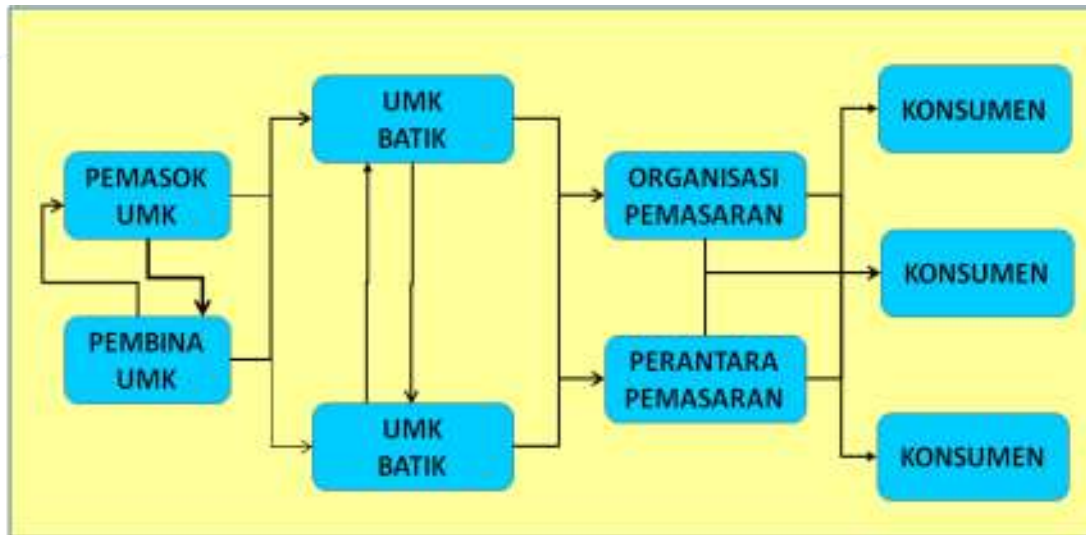 PEMASOK
UMK
PEMBINA
UMK
UMK
BATIK
UMK
BATIK
ORGANISASI
PEMASARAN
PERANTARA
PEMASARAN
KONSUMEN
KONSUMEN
KONSUMEN